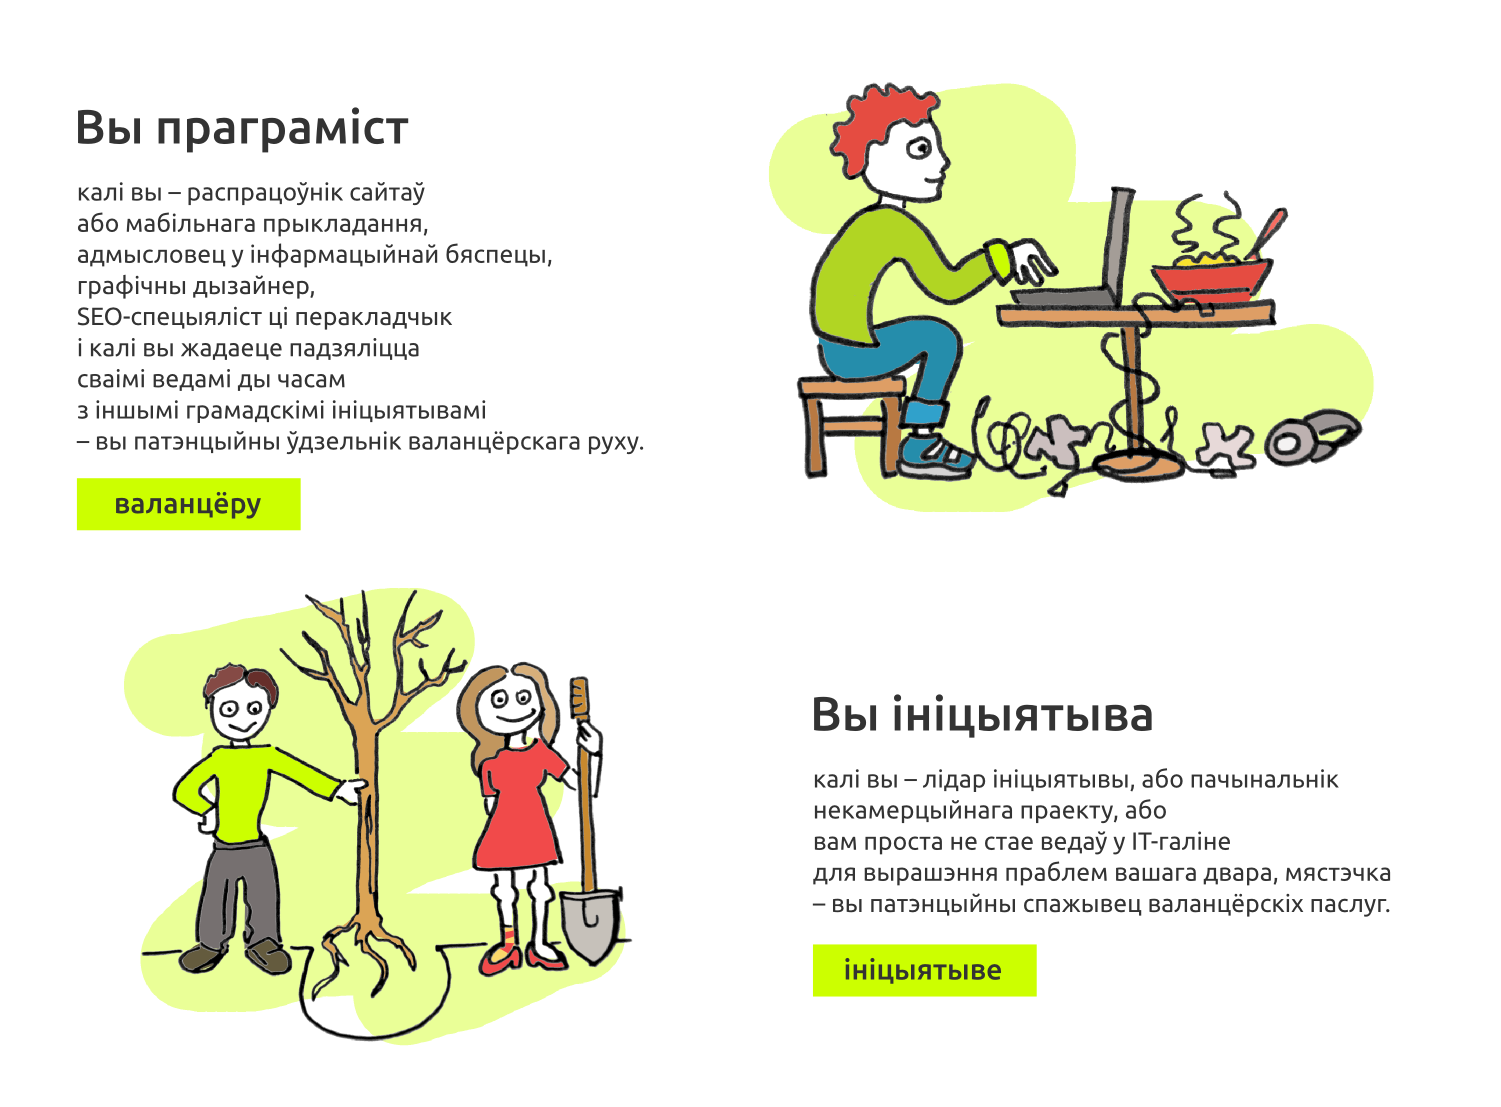 Вы праграміст
калі вы – распрацоўнік сайтаў
або мабільнага прыкладання,
адмысловец у інфармацыйнай бяспецы,
графічны дызайнер,
SEO-спецыяліст ці перакладчык
і калі вы жадаеце падзяліцца
сваімі ведамі ды часам
з іншымі грамадскімі ініцыятывамі
– вы патэнцыйны ўдзельнік валанцёрскага руху.
валанцёру
Вы ініцыятыва
калі вы – лідар ініцыятывы, або пачынальнік
некамерцыйнага праекту, або
вам проста не стае ведаў у ІТ-галіне
для вырашэння праблем вашага двара, мястэчка
– вы патэнцыйны спажывец валанцёрскіх паслуг.
ініцыятыве